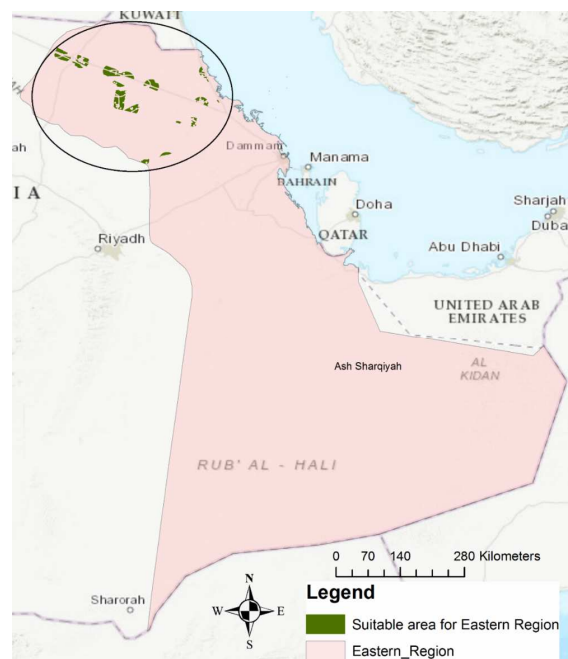 KUWAIT
ah
Dammam
Manama
BAHRAIN
I A
Doha
Sharjah
Duba
Riyadh
QATAR
Abu Dhabi
UNITED ARAB
EMIRATES
Ash Sharqiyah
AL
KIDAN
RUB' AL - HALI
0 70 140 280 Kilometers
N
W E
S
Sharorah
Legend
Suitable area for Eastern Region
Eastern_Region